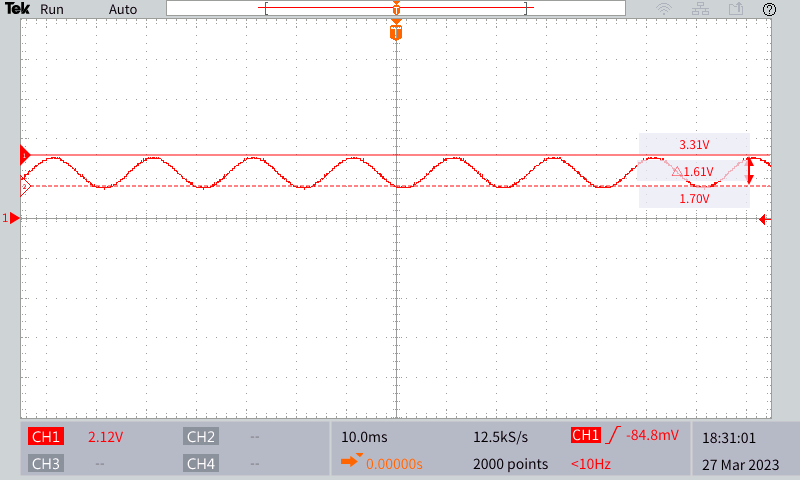 Tek Run Auto T
T
3.31V
△1.61V
1.70V
1
2
1
CH1 2.12V CH2 -- 10.0ms 12.5kS/s CH1 -84.8mV 18:31:01
CH3 -- CH4 -- 0.00000s 2000 points <10Hz 27 Mar 2023